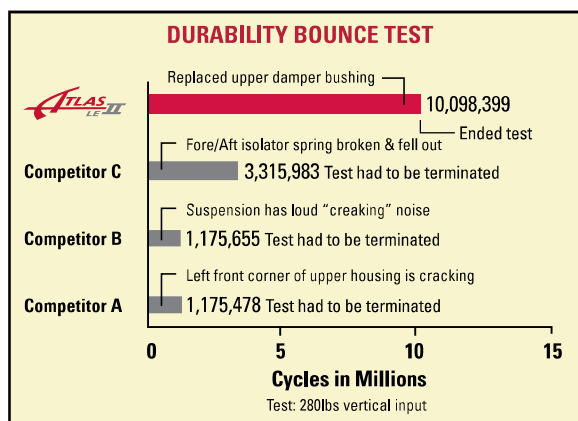 DURABILITY BOUNCE TEST
Replaced upper damper bushing
ATLAS
LE II
10,098,399
Ended test
Fore/Aft isolator spring broken & fell out
Competitor C
3,315,983 Test had to be terminated
Suspension has loud “creaking” noise
Competitor B
1,175,655 Test had to be terminated
Left front corner of upper housing is cracking
Competitor A
1,175,478 Test had to be terminated
0 5 10 15
Cycles in Millions
Test: 280lbs vertical input